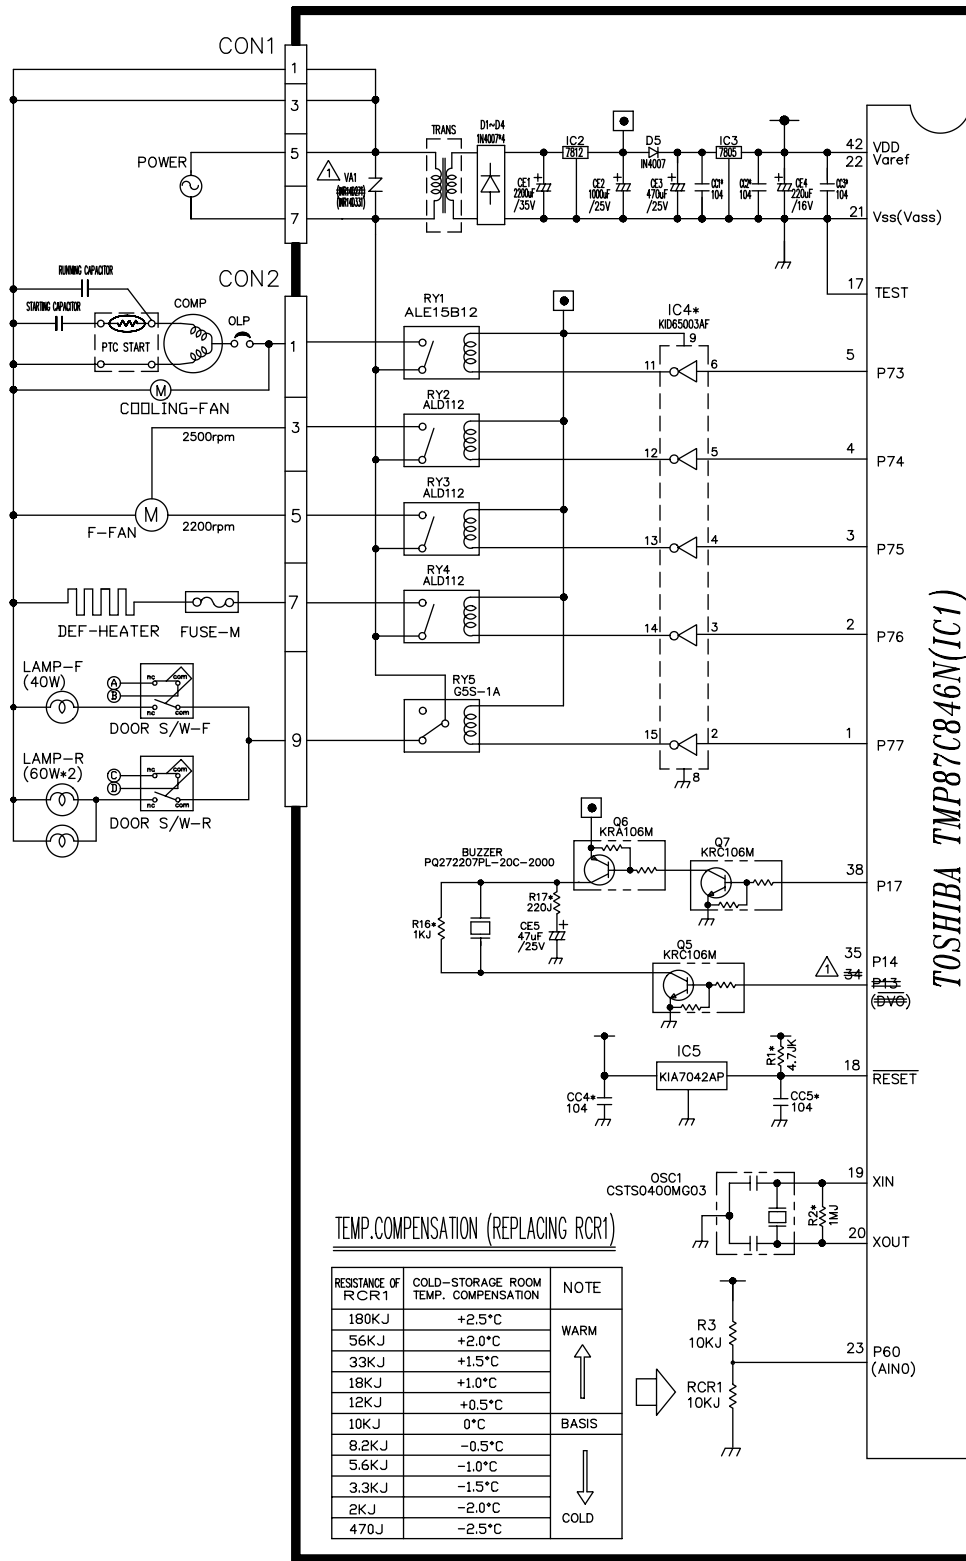 CON1
1
3
5
7
POWER
1
VA1
TRANS
D1~D4
1N4007*4
CE1
2200uF
/35V
IC2
7812
CE2
1000uF
/25V
D5
IN4007
CE3
470uF
/25V
CC1*
104
IC3
7805
CC2*
104
CE4
220uF
/16V
CC3*
104
42 VDD
22 Varef
21 Vss(Vass)
17 TEST
CON2
1
3
5
7
9
RUNNING CAPACITOR
STARTING CAPACITOR
PTC START
COMP
OLP
M
COOLING-FAN
2500rpm
M
F-FAN
2200rpm
DEF-HEATER
FUSE-M
LAMP-F
(40W)
A
B
nc com
nc com
DOOR S/W-F
LAMP-R
(60W*2)
C
D
nc com
nc com
DOOR S/W-R
RY1
ALE15B12
RY2
ALD112
RY3
ALD112
RY4
ALD112
RY5
G5S-1A
IC4*
KID65003AF
9
11 6
12 5
13 4
14 3
15 2
8
5 P73
4 P74
3 P75
2 P76
1 P77
TOSHIBA TMP87C846N(IC1)
BUZZER
PQ272207PL-20C-2000
R16*
1KJ
R17*
220J
CE5
47uF
/25V
Q6
KRA106M
Q7
KRC106M
38 P17
Q5
KRC106M
1
35 P14
34 P13
(DVO)
IC5
KIA7042AP
CC4*
104
R1*
4.7JK
CC5*
104
18 RESET
OSC1
CSTS0400MG03
R2*
1MJ
19 XIN
20 XOUT
R3
10KJ
RCR1
10KJ
23 P60
(AIN0)
TEMP.COMPENSATION (REPLACING RCR1)
RESISTANCE OF RCR1 COLD-STORAGE ROOM TEMP. COMPENSATION NOTE
180KJ +2.5°C
56KJ +2.0°C WARM
33KJ +1.5°C
18KJ +1.0°C
12KJ +0.5°C
10KJ 0°C BASIS
8.2KJ -0.5°C
5.6KJ -1.0°C
3.3KJ -1.5°C
2KJ -2.0°C COLD
470J -2.5°C